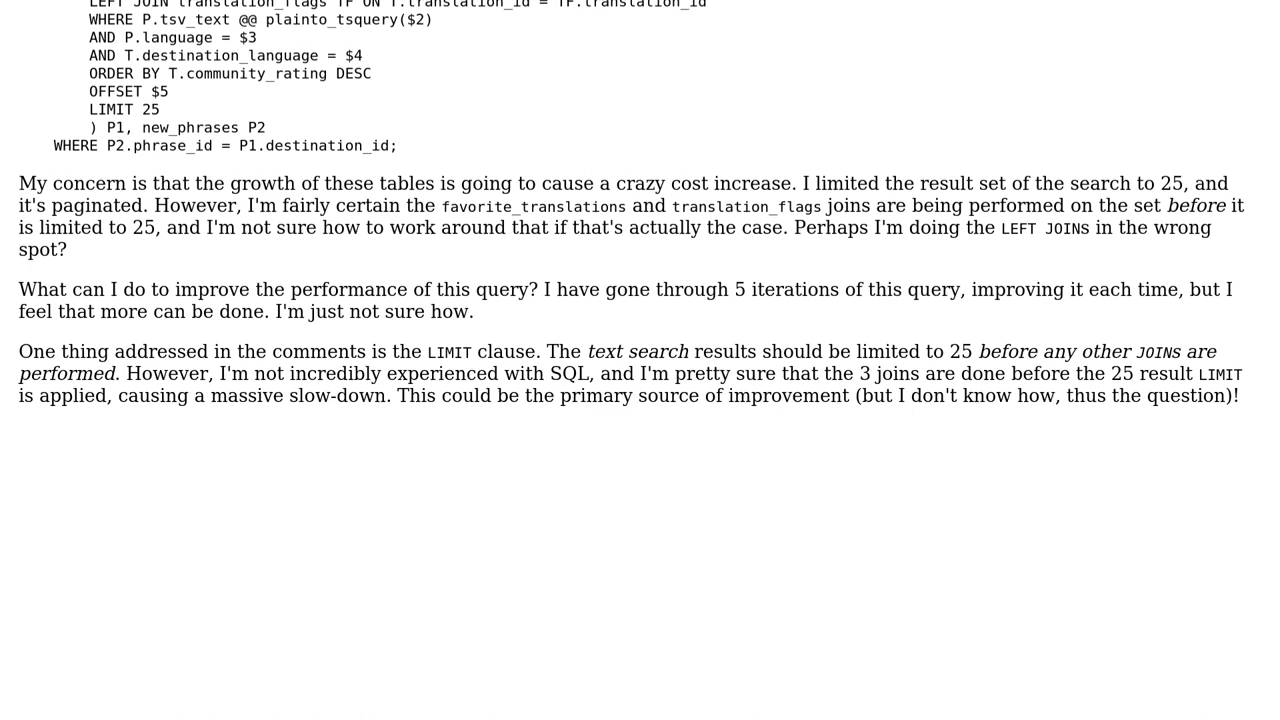 LEFT JOIN translation_flags TF ON T.translation_id = TF.translation_id
WHERE P.tsv_text @@ plainto_tsquery($2)
AND P.language = $3
AND T.destination_language = $4
ORDER BY T.community_rating DESC
OFFSET $5
LIMIT 25
) P1, new_phrases P2
WHERE P2.phrase_id = P1.destination_id;
My concern is that the growth of these tables is going to cause a crazy cost increase. I limited the result set of the search to 25, and
it's paginated. However, I'm fairly certain the favorite_translations and translation_flags joins are being performed on the set before it
is limited to 25, and I'm not sure how to work around that if that's actually the case. Perhaps I'm doing the LEFT JOINs in the wrong
spot?
What can I do to improve the performance of this query? I have gone through 5 iterations of this query, improving it each time, but I
feel that more can be done. I'm just not sure how.
One thing addressed in the comments is the LIMIT clause. The text search results should be limited to 25 before any other JOINs are
performed. However, I'm not incredibly experienced with SQL, and I'm pretty sure that the 3 joins are done before the 25 result LIMIT
is applied, causing a massive slow-down. This could be the primary source of improvement (but I don't know how, thus the question)!